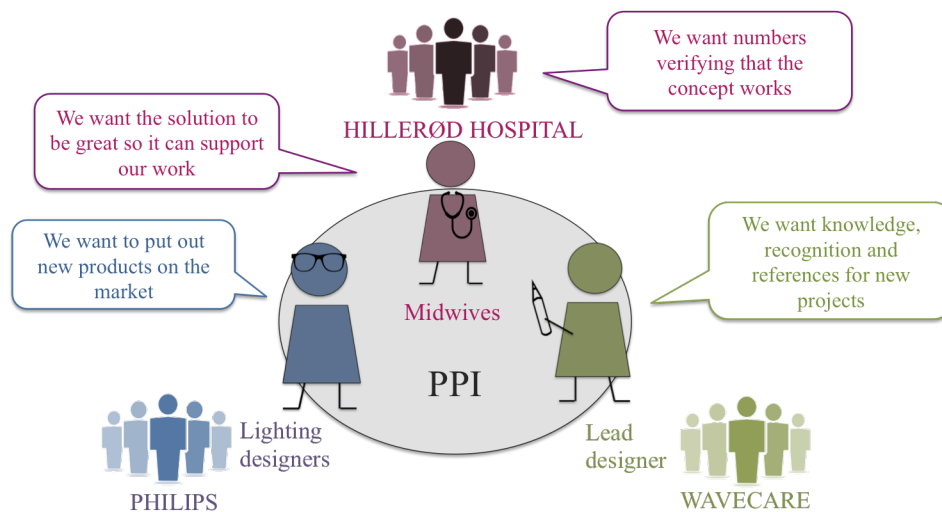 We want numbers
verifying that the
concept works
HILLERØD HOSPITAL
We want the solution to
be great so it can support
our work
We want to put out
new products on the
market
We want knowledge,
recognition and
references for new
projects
Midwives
PPI
Lighting
designers
PHILIPS
Lead
designer
WAVECARE